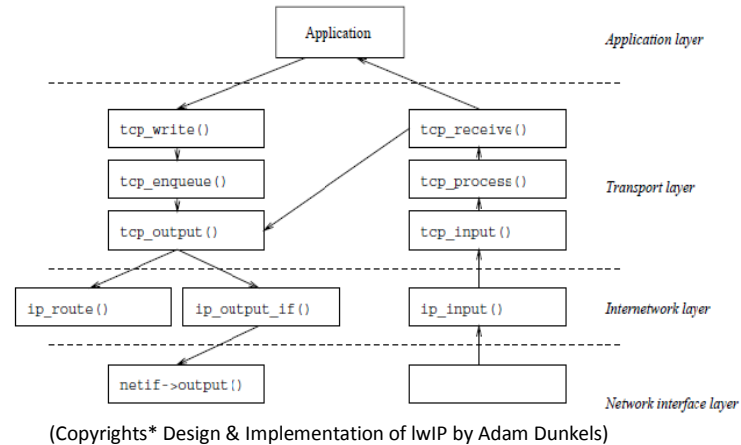 Application
Application layer
tcp_write()
tcp_receive()
tcp_enqueue()
tcp_process()
Transport layer
tcp_output()
tcp_input()
ip_route()
ip_output_if()
ip_input()
Internetwork layer
netif->output()
Network interface layer
(Copyrights* Design & Implementation of lwIP by Adam Dunkels)